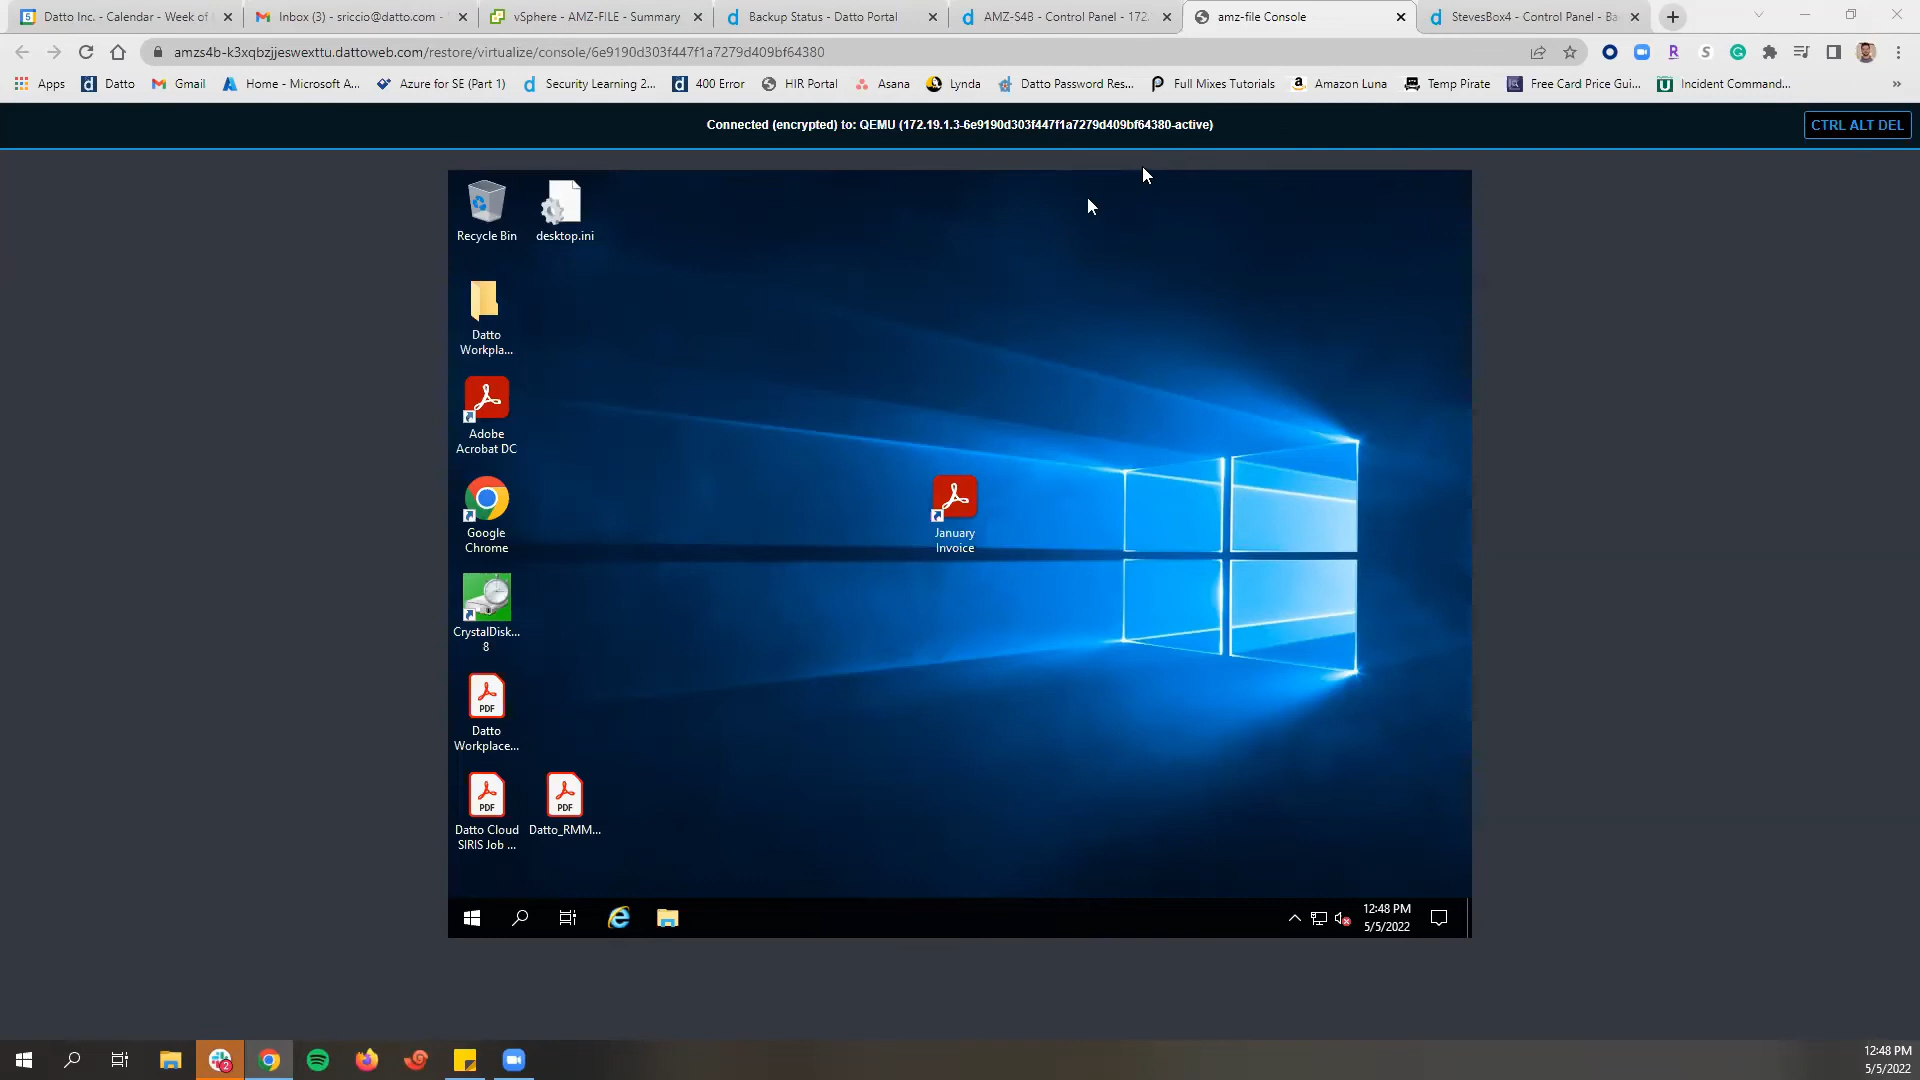 Datto Inc. - Calendar - Week of
Inbox (3) - sriccio@datto.com -
vSphere - AMZ-FILE - Summary
Backup Status - Datto Portal
AMZ-S4B - Control Panel - 172.
amz-file Console
StevesBox4 - Control Panel - Ba
amzs4b-k3xqbzjjeswexttu.dattoweb.com/restore/virtualize/console/6e9190d303f447f1a7279d409bf64380
Apps
Datto
Gmail
Home - Microsoft A...
Azure for SE (Part 1)
Security Learning 2...
400 Error
HIR Portal
Asana
Lynda
Datto Password Res...
Full Mixes Tutorials
Amazon Luna
Temp Pirate
Free Card Price Gui...
Incident Command...
»
Connected (encrypted) to: QEMU (172.19.1.3-6e9190d303f447f1a7279d409bf64380-active)
CTRL ALT DEL
Recycle Bin
desktop.ini
Datto
Workpla...
Adobe
Acrobat DC
Google
Chrome
January
Invoice
CrystalDisk...
8
PDF
Datto
Workplace...
PDF
Datto Cloud
SIRIS Job ...
PDF
Datto_RMM...
12:48 PM
5/5/2022
2
12:48 PM
5/5/2022